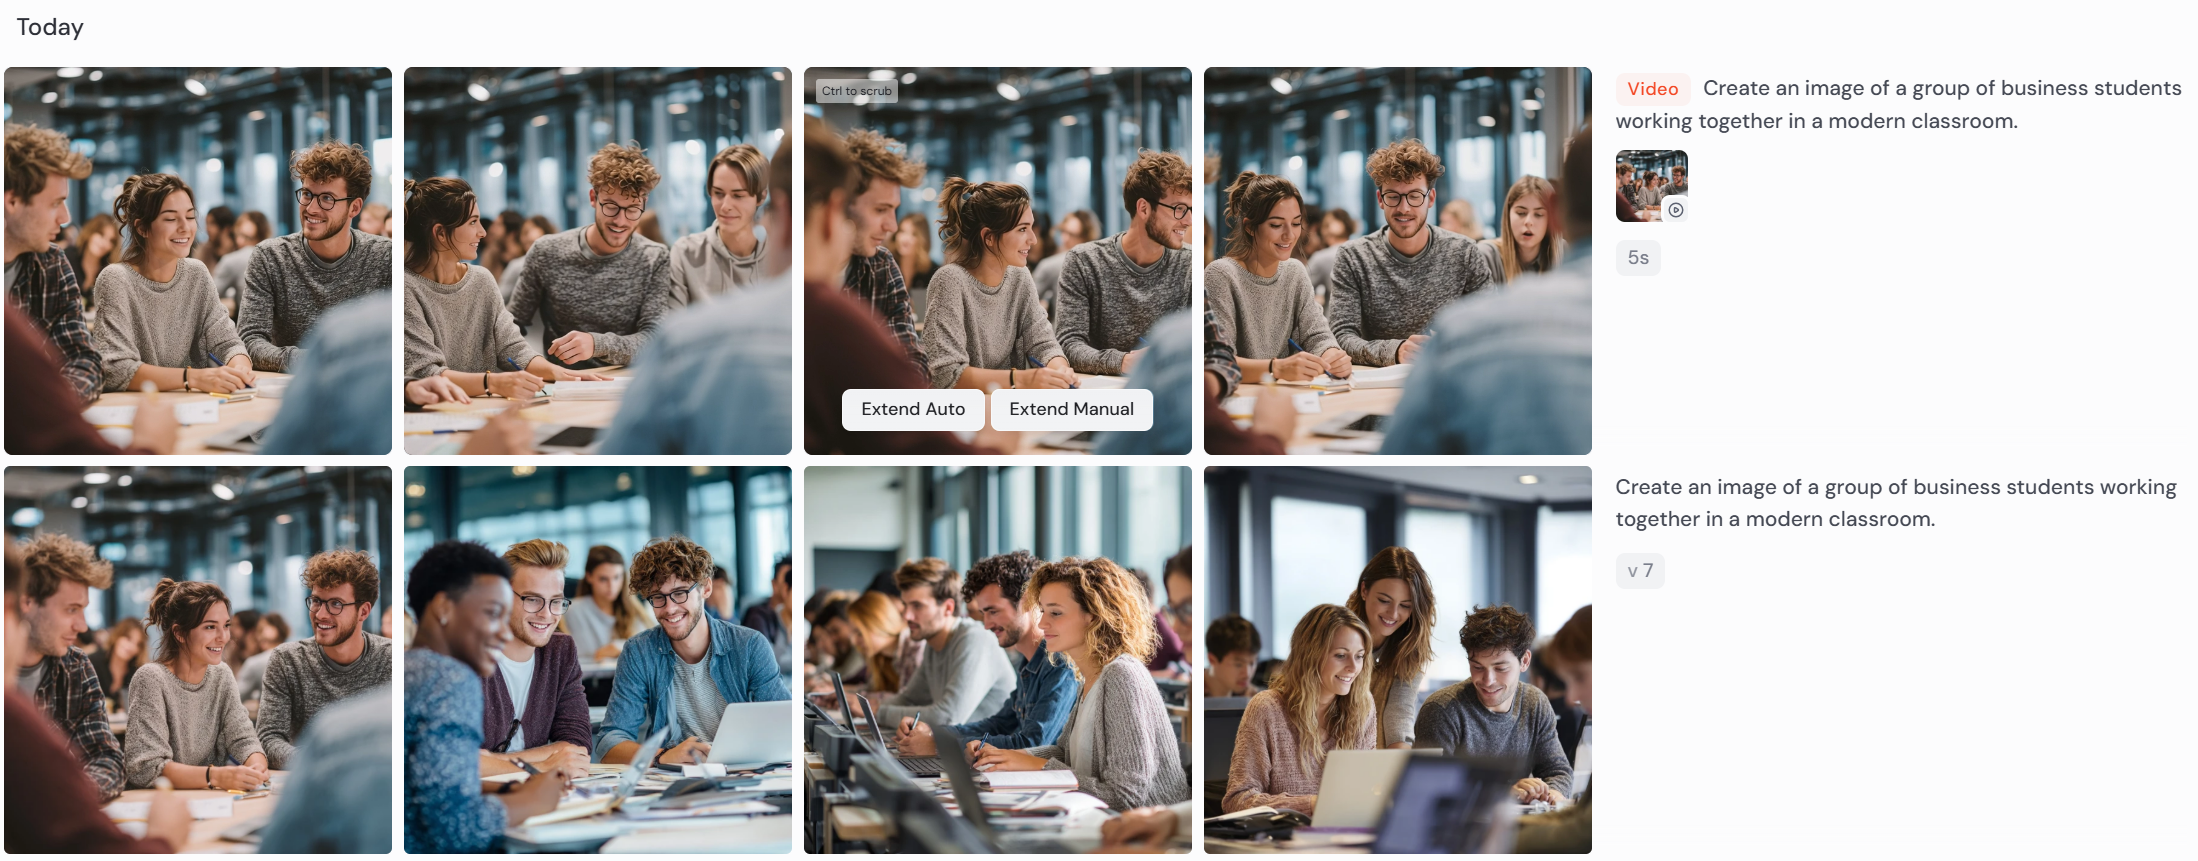 Today
Ctrl to scrub
Extend Auto
Extend Manual
Video Create an image of a group of business students
working together in a modern classroom.
5s
Create an image of a group of business students working
together in a modern classroom.
v 7